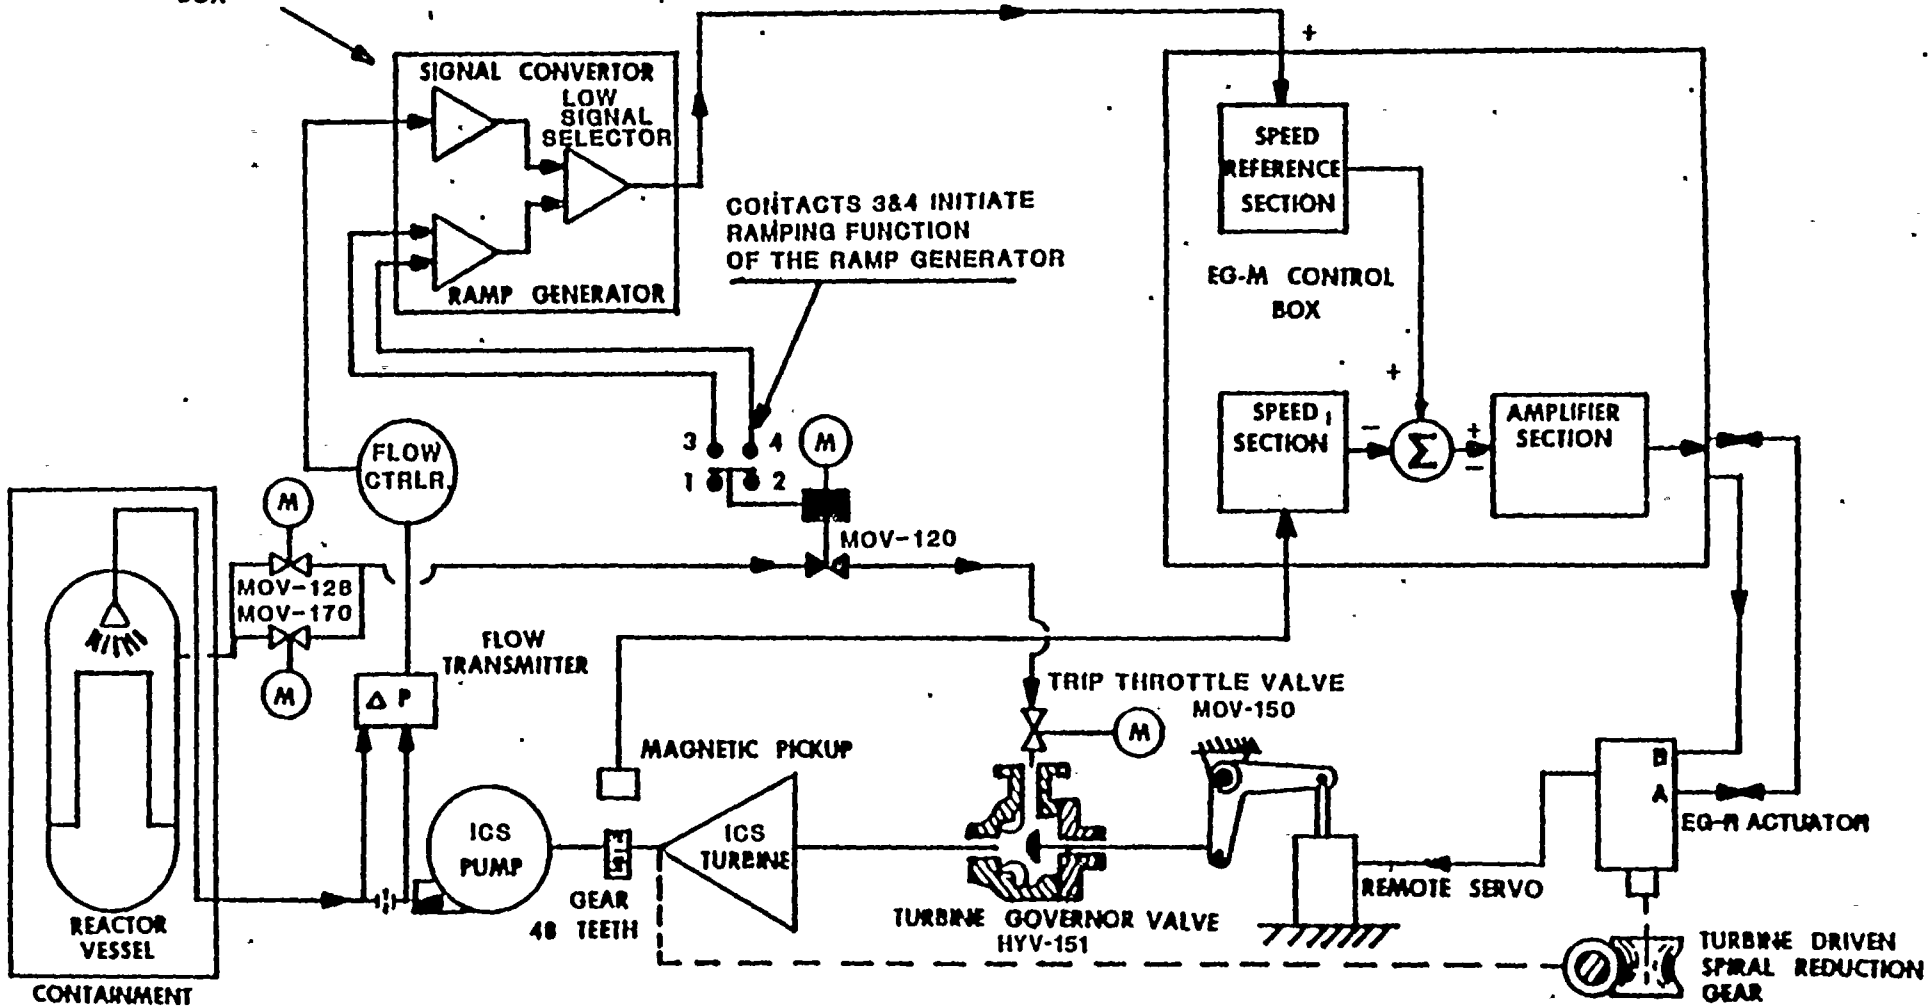 BOX
SIGNAL CONVERTOR
LOW
SIGNAL
SELECTOR
RAMP GENERATOR
CONTACTS 3&4 INITIATE
RAMPING FUNCTION
OF THE RAMP GENERATOR
+
SPEED
REFERENCE
SECTION
EG-M CONTROL
BOX
+
SPEED
SECTION
-
Σ
+
-
AMPLIFIER
SECTION
FLOW
CTRLR.
3
4
1
2
M
M
MOV-120
MOV-128
MOV-170
M
FLOW
TRANSMITTER
Δ P
TRIP THROTTLE VALVE
MOV-150
M
MAGNETIC PICKUP
ICS
PUMP
ICS
TURBINE
GEAR
48 TEETH
TURBINE GOVERNOR VALVE
HYV-151
REMOTE SERVO
B
A
EG-R ACTUATOR
TURBINE DRIVEN
SPIRAL REDUCTION
GEAR
REACTOR
VESSEL
CONTAINMENT